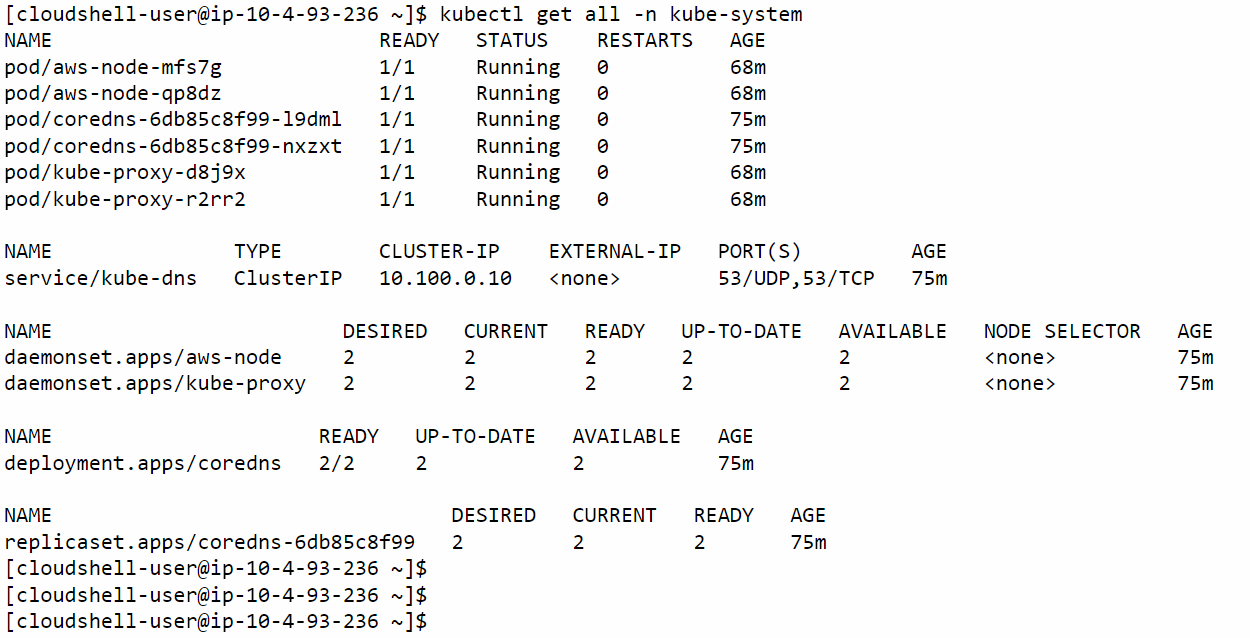 [cloudshell-user@ip-10-4-93-236 ~]$ kubectl get all -n kube-system
NAME                           READY   STATUS    RESTARTS   AGE
pod/aws-node-mfs7g             1/1     Running   0          68m
pod/aws-node-qp8dz             1/1     Running   0          68m
pod/coredns-6db85c8f99-l9dml   1/1     Running   0          75m
pod/coredns-6db85c8f99-nxzxt   1/1     Running   0          75m
pod/kube-proxy-d8j9x           1/1     Running   0          68m
pod/kube-proxy-r2rr2           1/1     Running   0          68m

NAME               TYPE        CLUSTER-IP    EXTERNAL-IP   PORT(S)         AGE
service/kube-dns   ClusterIP   10.100.0.10   <none>        53/UDP,53/TCP   75m

NAME                        DESIRED   CURRENT   READY   UP-TO-DATE   AVAILABLE   NODE SELECTOR   AGE
daemonset.apps/aws-node     2         2         2       2            2           <none>          75m
daemonset.apps/kube-proxy   2         2         2       2            2           <none>          75m

NAME                      READY   UP-TO-DATE   AVAILABLE   AGE
deployment.apps/coredns   2/2     2            2           75m

NAME                                 DESIRED   CURRENT   READY   AGE
replicaset.apps/coredns-6db85c8f99   2         2         2       75m
[cloudshell-user@ip-10-4-93-236 ~]$
[cloudshell-user@ip-10-4-93-236 ~]$
[cloudshell-user@ip-10-4-93-236 ~]$